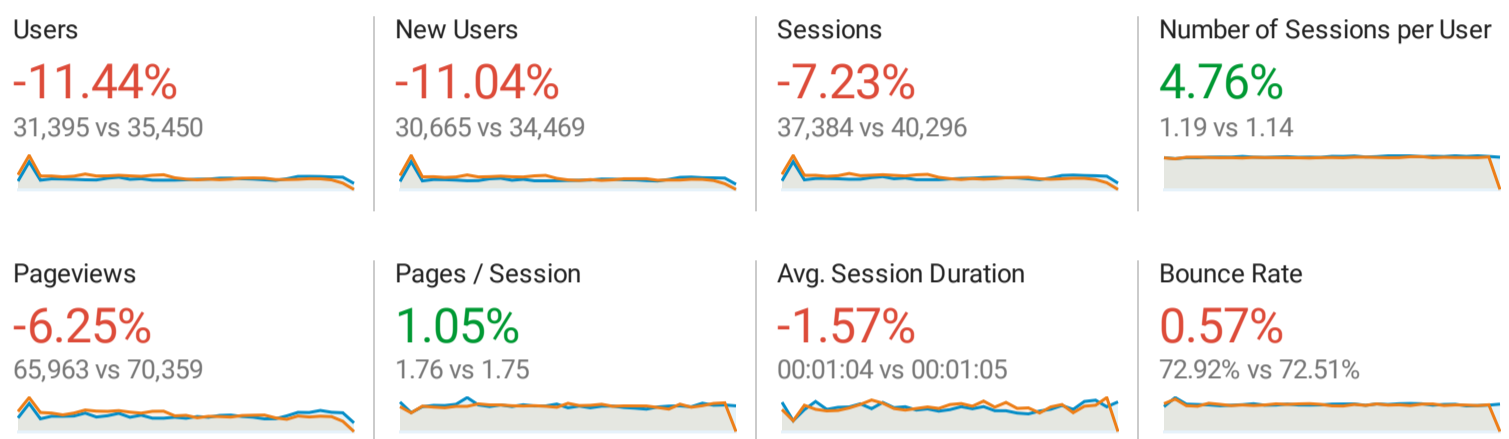 Users
-11.44%
31,395 vs 35,450
New Users
-11.04%
30,665 vs 34,469
Sessions
-7.23%
37,384 vs 40,296
Number of Sessions per User
4.76%
1.19 vs 1.14
Pageviews
-6.25%
65,963 vs 70,359
Pages / Session
1.05%
1.76 vs 1.75
Avg. Session Duration
-1.57%
00:01:04 vs 00:01:05
Bounce Rate
0.57%
72.92% vs 72.51%